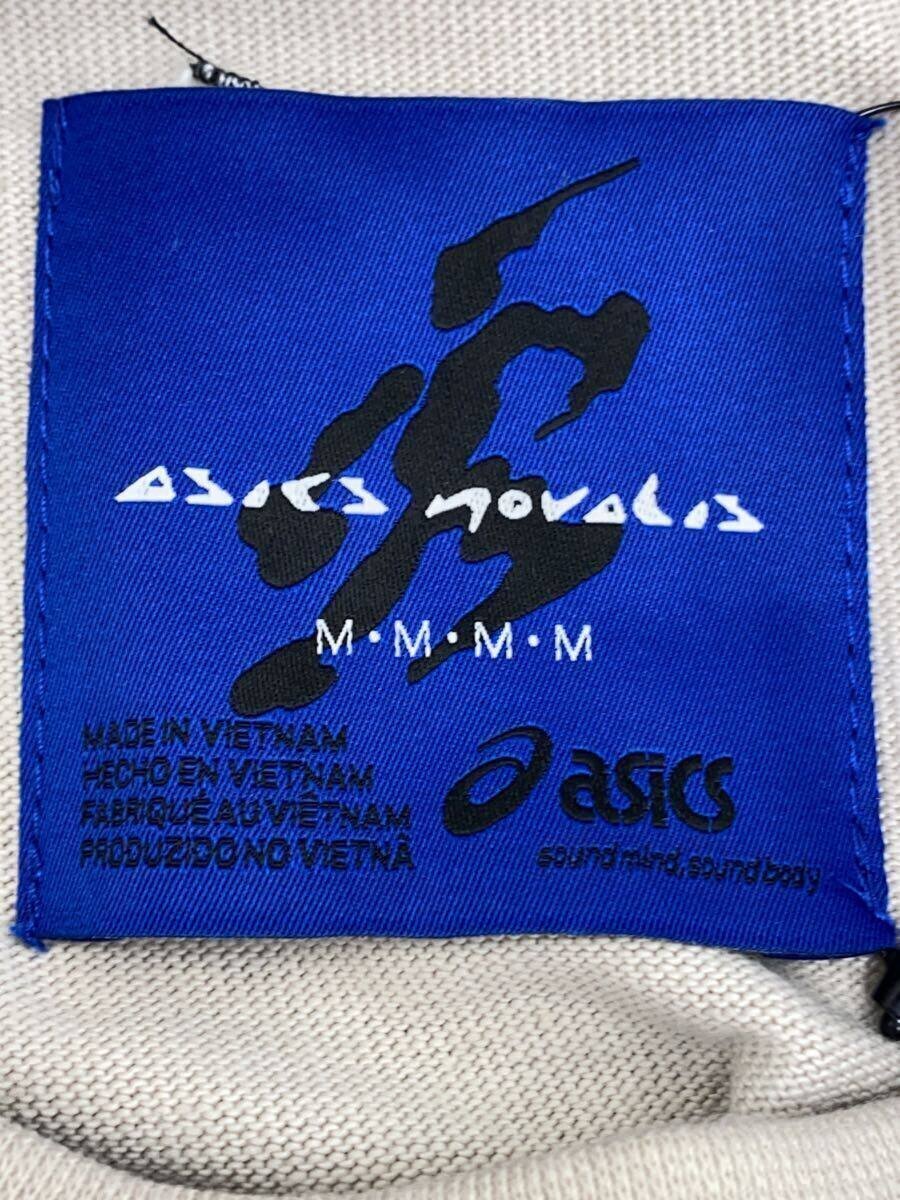 asics novalis
M・M・M・M
MADE IN VIETNAM
HECHO EN VIETNAM
FABRIQUÉ AU VIÊTNAM
PRODUZIDO NO VIETNÃ
asics
sound mind, sound body